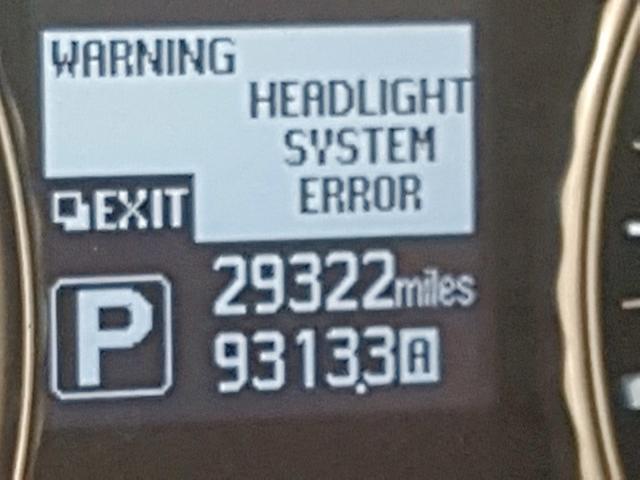 WARNING
HEADLIGHT
SYSTEM
ERROR
EXIT
P
29322miles
9313.3A